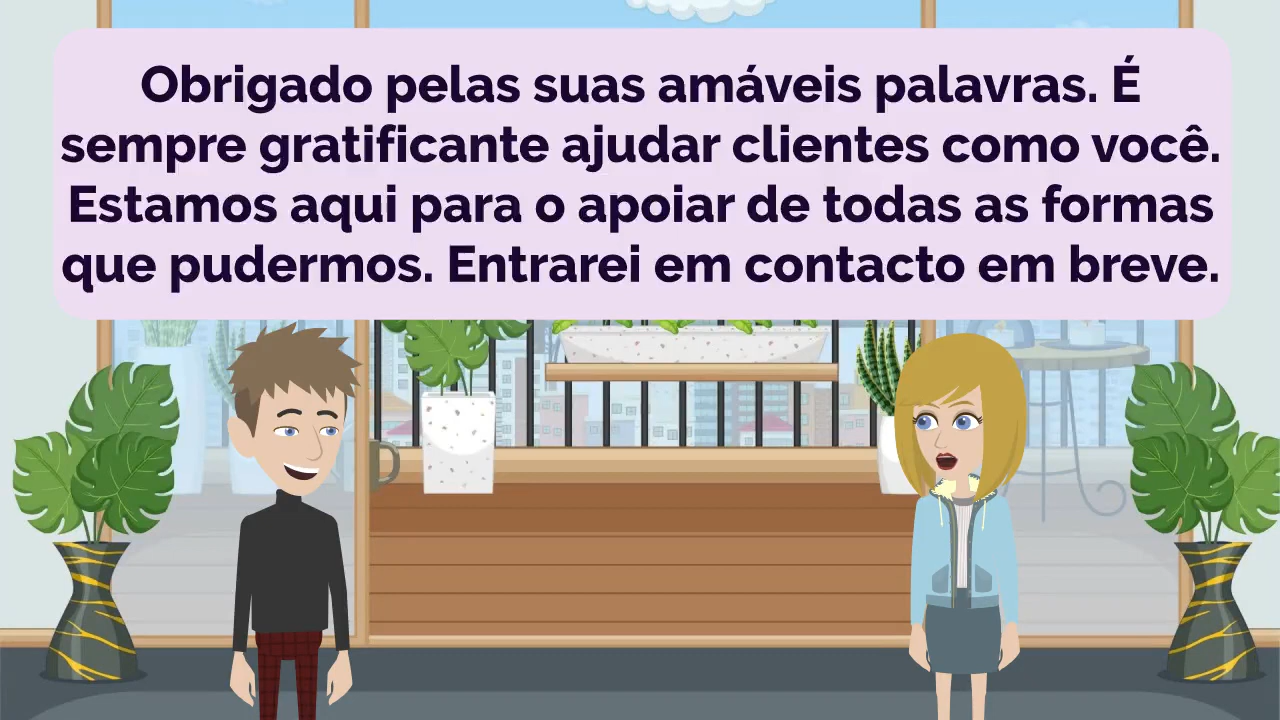 Obrigado pelas suas amáveis palavras. É
sempre gratificante ajudar clientes como você.
Estamos aqui para o apoiar de todas as formas
que pudermos. Entrarei em contacto em breve.